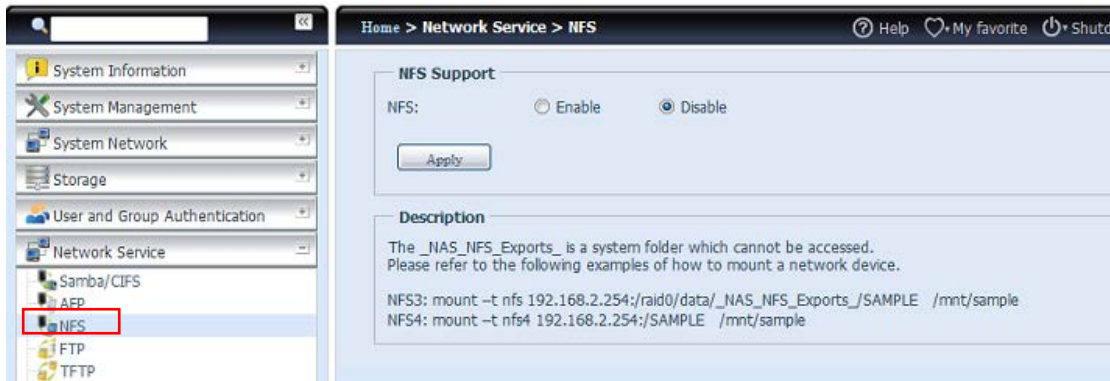 «
Home > Network Service > NFS
? Help My favorite Shutd
System Information
System Management
System Network
Storage
User and Group Authentication
Network Service
Samba/CIFS
AFP
NFS
FTP
TFTP
NFS Support
NFS: Enable Disable
Apply
Description
The _NAS_NFS_Exports_ is a system folder which cannot be accessed.
Please refer to the following examples of how to mount a network device.
NFS3: mount –t nfs 192.168.2.254:/raid0/data/_NAS_NFS_Exports_/SAMPLE /mnt/sample
NFS4: mount –t nfs4 192.168.2.254:/SAMPLE /mnt/sample